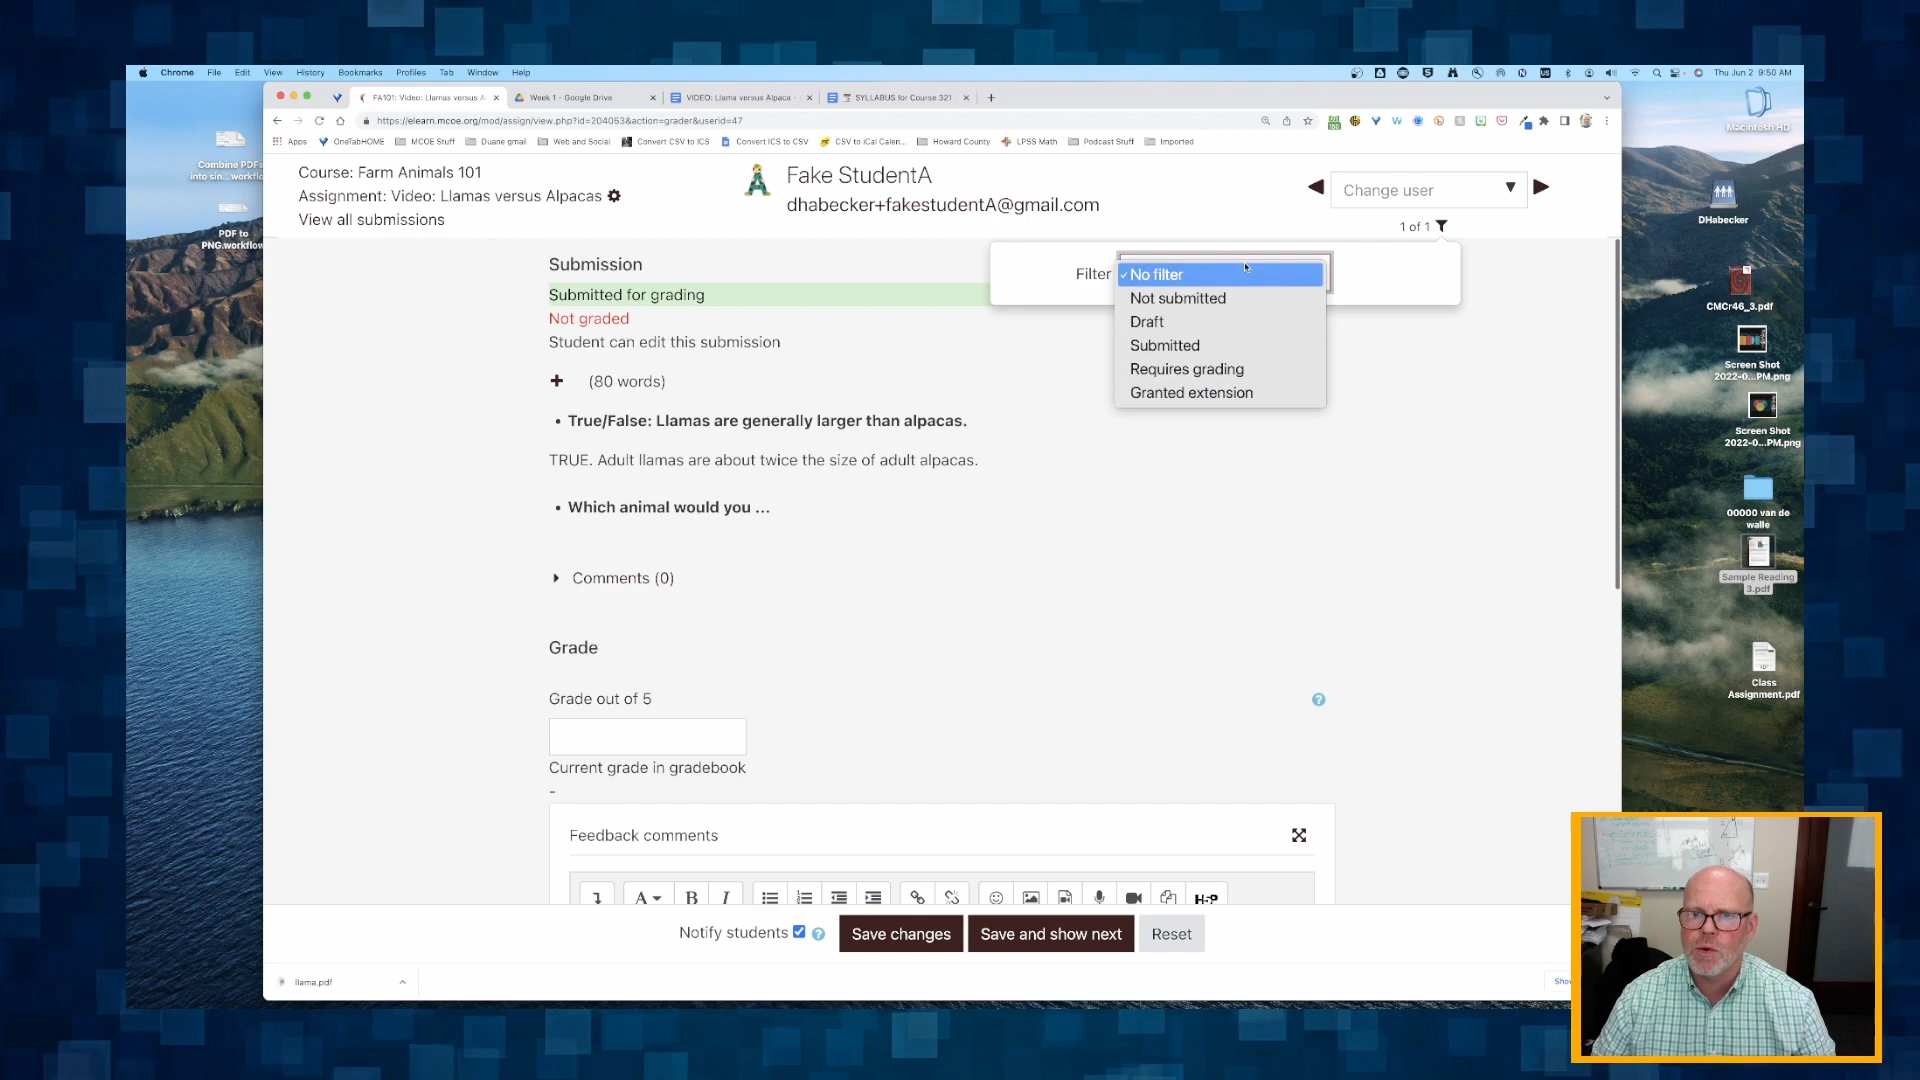 Chrome File Edit View History Bookmarks Profiles Tab Window Help
Thu Jun 2 9:50 AM
FA101: Video: Llamas versus A
Week 1 - Google Drive
VIDEO: Llama versus Alpaca -
SYLLABUS for Course 321
https://elearn.mcoe.org/mod/assign/view.php?id=204053&action=grader&userid=47
Apps OneTabHOME MCOE Stuff Duane gmail Web and Social Convert CSV to ICS Convert ICS to CSV CSV to iCal Calen... Howard County LPSS Math Podcast Stuff Imported
Course: Farm Animals 101
Assignment: Video: Llamas versus Alpacas
View all submissions
Fake StudentA
dhabecker+fakestudentA@gmail.com
Change user
1 of 1
Filter
No filter
Not submitted
Draft
Submitted
Requires grading
Granted extension
Submission
Submitted for grading
Not graded
Student can edit this submission
(80 words)
• True/False: Llamas are generally larger than alpacas.
TRUE. Adult llamas are about twice the size of adult alpacas.
• Which animal would you ...
Comments (0)
Grade
Grade out of 5
Current grade in gradebook
-
Feedback comments
A B I H-P
Notify students
Save changes
Save and show next
Reset
llama.pdf
Combine PDFs
into sin...workflow
PDF to
PNG.workflow
Macintosh HD
DHabecker
CMCr46_3.pdf
Screen Shot
2022-0...PM.png
Screen Shot
2022-0...PM.png
00000 van de
walle
Sample Reading
3.pdf
Class
Assignment.pdf